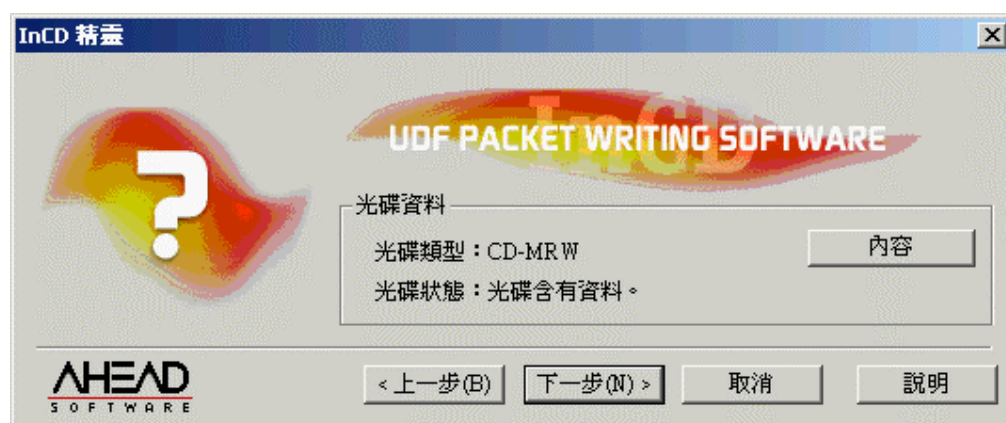 InCD 精靈
InCD
UDF PACKET WRITING SOFTWARE
光碟資料
光碟類型：CD-MRW
內容
光碟狀態：光碟含有資料。
AHEAD
SOFTWARE
<上一步(B)
下一步(N)>
取消
說明